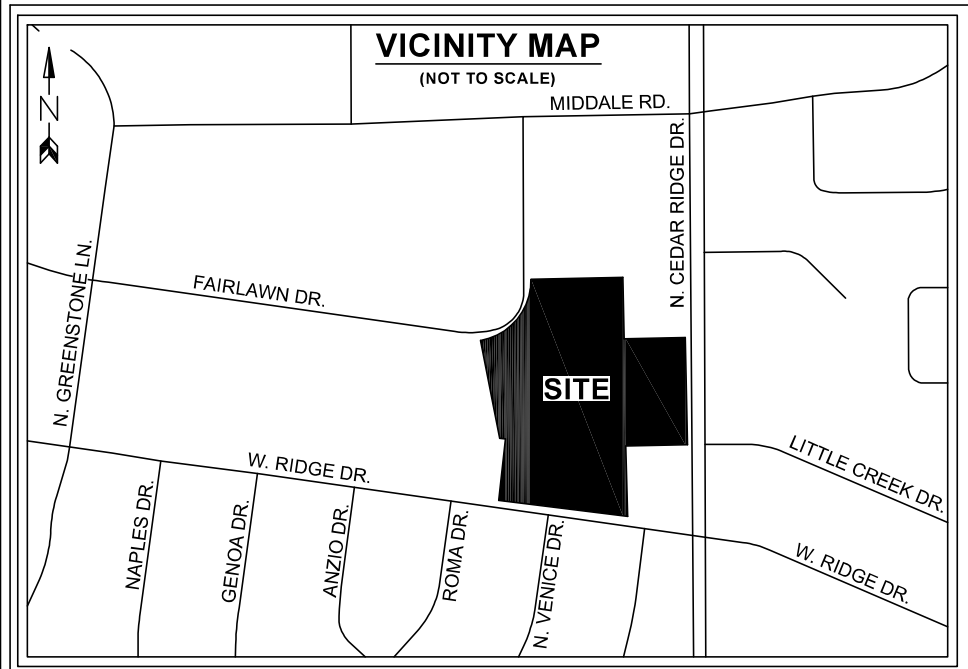 VICINITY MAP
(NOT TO SCALE)
N
MIDDALE RD.
N. CEDAR RIDGE DR.
N. GREENSTONE LN.
FAIRLAWN DR.
SITE
W. RIDGE DR.
LITTLE CREEK DR.
NAPLES DR.
GENOA DR.
ANZIO DR.
ROMA DR.
N. VENICE DR.
W. RIDGE DR.